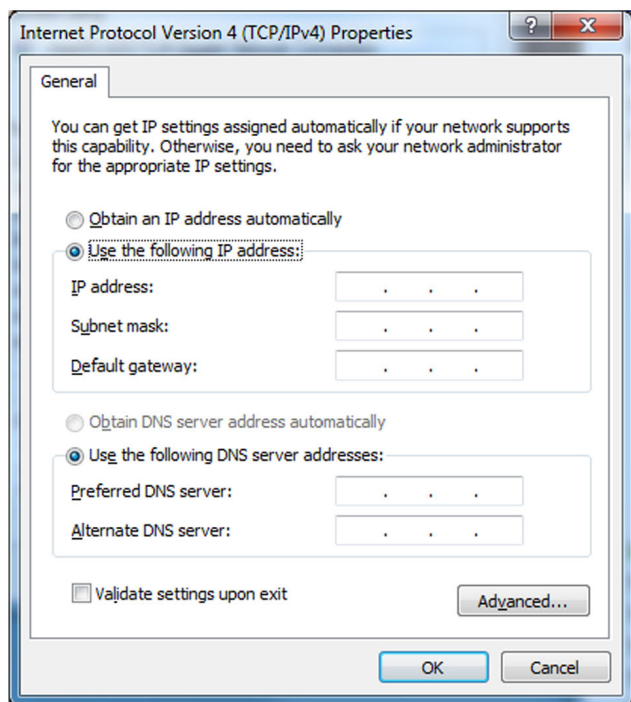 Internet Protocol Version 4 (TCP/IPv4) Properties
General
You can get IP settings assigned automatically if your network supports
this capability. Otherwise, you need to ask your network administrator
for the appropriate IP settings.
Obtain an IP address automatically
Use the following IP address:
IP address:
Subnet mask:
Default gateway:
Obtain DNS server address automatically
Use the following DNS server addresses:
Preferred DNS server:
Alternate DNS server:
Validate settings upon exit
Advanced...
OK
Cancel